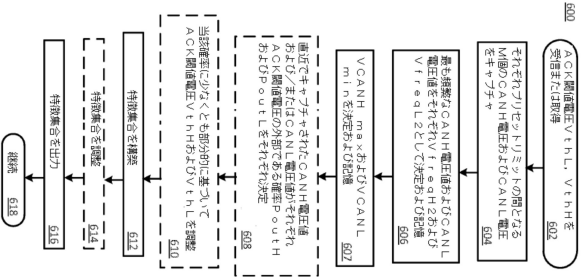 600
ACK閾値電圧VthL、VthHを
受信または取得
602
それぞれプリセットリミットの間となる
M個のCANH電圧およびCANL電圧
をキャプチャ
604
最も頻繁なCANH電圧値およびCANL
電圧値をそれぞれVfreqH2および
VfreqL2として決定および記憶
606
VCANH maxおよびVCANL
minを決定および記憶
607
直近でキャプチャされたCANH電圧値
および/またはCANL電圧値がそれぞれ
ACK閾値電圧の外部である確率PoutH
およびPoutLをそれぞれ決定
608
当該確率に少なくとも部分的に基づいて
ACK閾値電圧VthHおよびVthLを調整
610
特徴集合を構築
612
特徴集合を調整
614
特徴集合を出力
616
継続
618